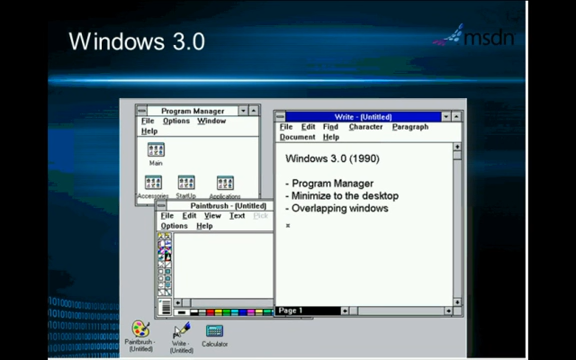 Windows 3.0
msdn
Program Manager
File Options Window
Help
Main
Accessories StartUp Applications
Paintbrush - (Untitled)
File Edit View Text Pick
Options Help
Write - (Untitled)
File Edit Find Character Paragraph
Document Help
Windows 3.0 (1990)
- Program Manager
- Minimize to the desktop
- Overlapping windows
Page 1
Paintbrush -
(Untitled)
Write -
(Untitled)
Calculator